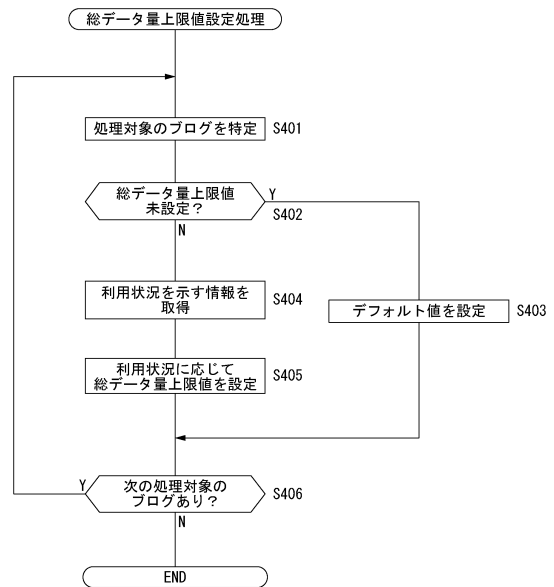 総データ量上限値設定処理
処理対象のブログを特定
S401
総データ量上限値
未設定？
Y
S402
N
利用状況を示す情報を
取得
S404
デフォルト値を設定
S403
利用状況に応じて
総データ量上限値を設定
S405
Y
次の処理対象の
ブログあり？
S406
N
END